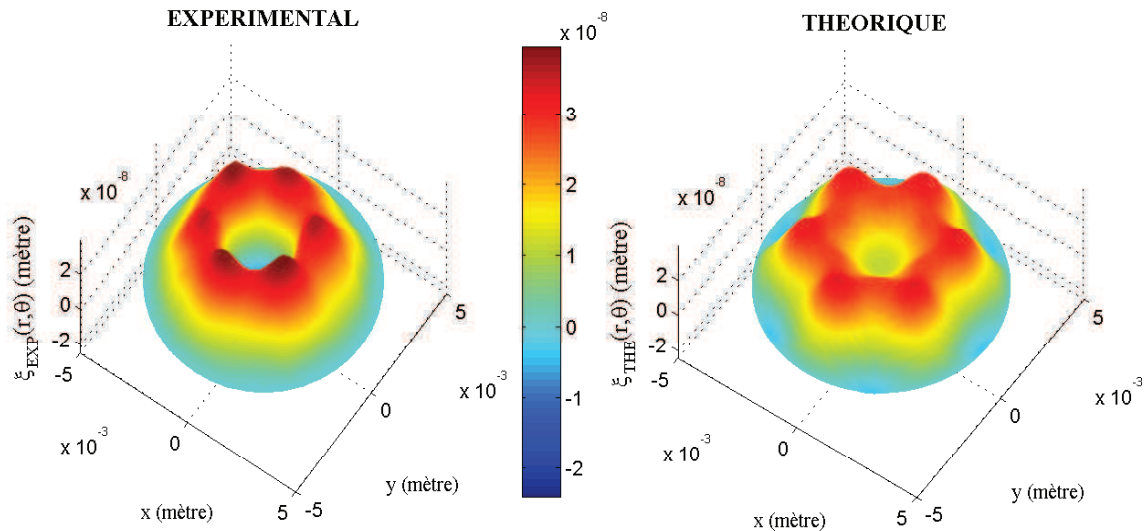 EXPERIMENTAL
x 10⁻⁸
ξEXP(r,θ) (mètre)
2
0
-2
-5
x 10⁻³
0
x (mètre)
5
-5
y (mètre)
0
x 10⁻³
5
x 10⁻⁸
3
2
1
0
-1
-2
THEORIQUE
x 10⁻⁸
ξTHE(r,θ) (mètre)
2
0
-2
-5
x 10⁻³
0
x (mètre)
5
-5
y (mètre)
0
x 10⁻³
5